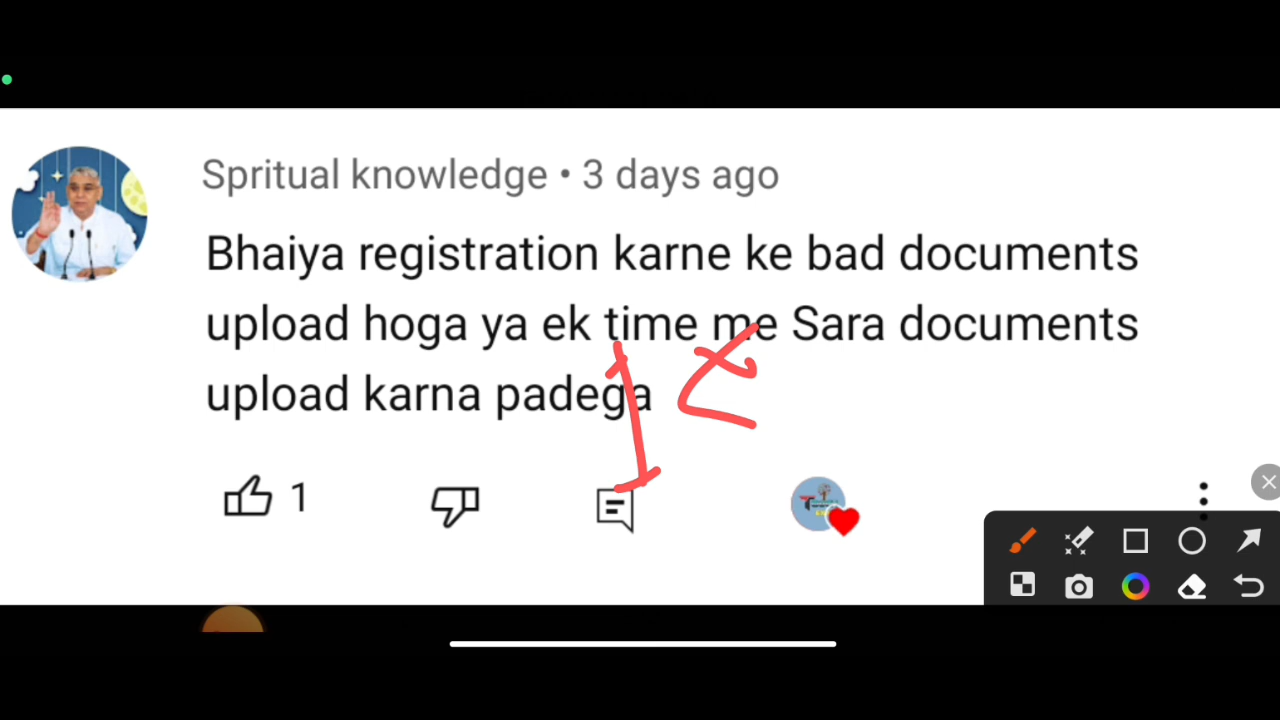 Spritual knowledge • 3 days ago
Bhaiya registration karne ke bad documents
upload hoga ya ek time me Sara documents
upload karna padega
1